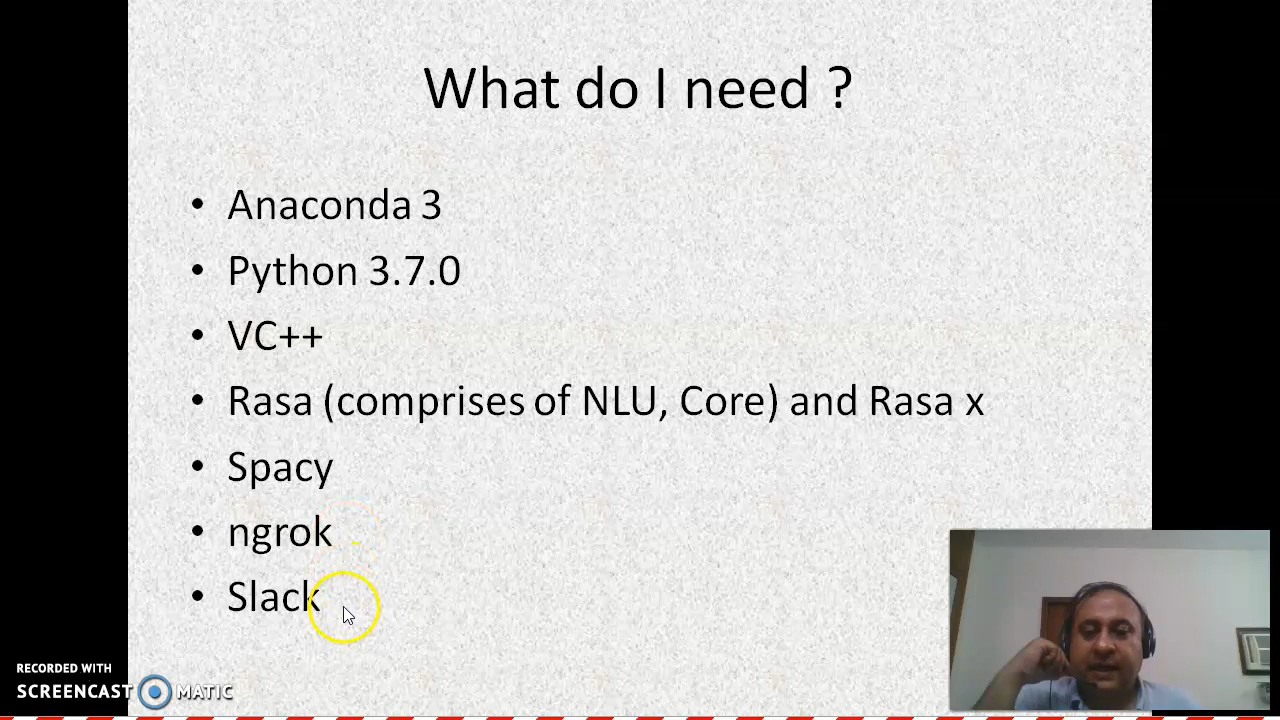 What do I need ?
• Anaconda 3
• Python 3.7.0
• VC++
• Rasa (comprises of NLU, Core) and Rasa x
• Spacy
• ngrok
• Slack
RECORDED WITH
SCREENCAST MATIC